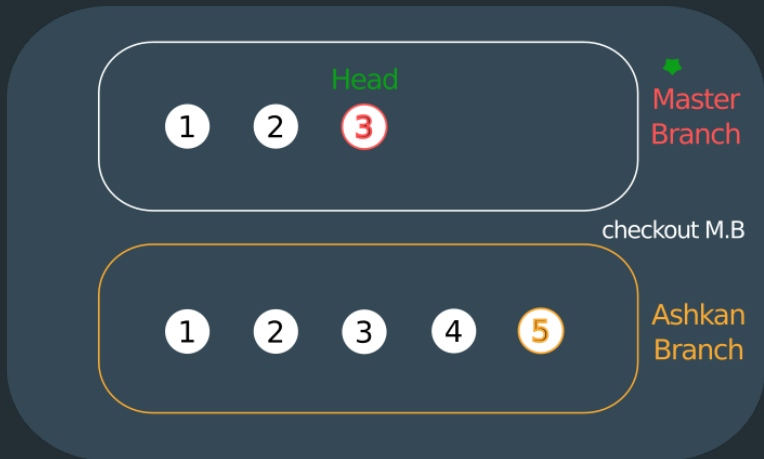 Head
1 2 3
Master
Branch
checkout M.B
1 2 3 4 5
Ashkan
Branch